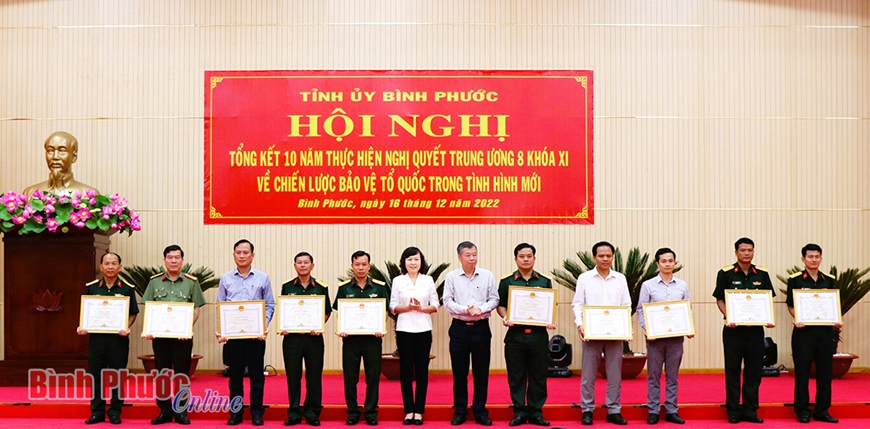 TỈNH ỦY BÌNH PHƯỚC
HỘI NGHỊ
TỔNG KẾT 10 NĂM THỰC HIỆN NGHỊ QUYẾT TRUNG ƯƠNG 8 KHÓA XI
VỀ CHIẾN LƯỢC BẢO VỆ TỔ QUỐC TRONG TÌNH HÌNH MỚI
Bình Phước, ngày 16 tháng 12 năm 2022
Bình Phước
Online